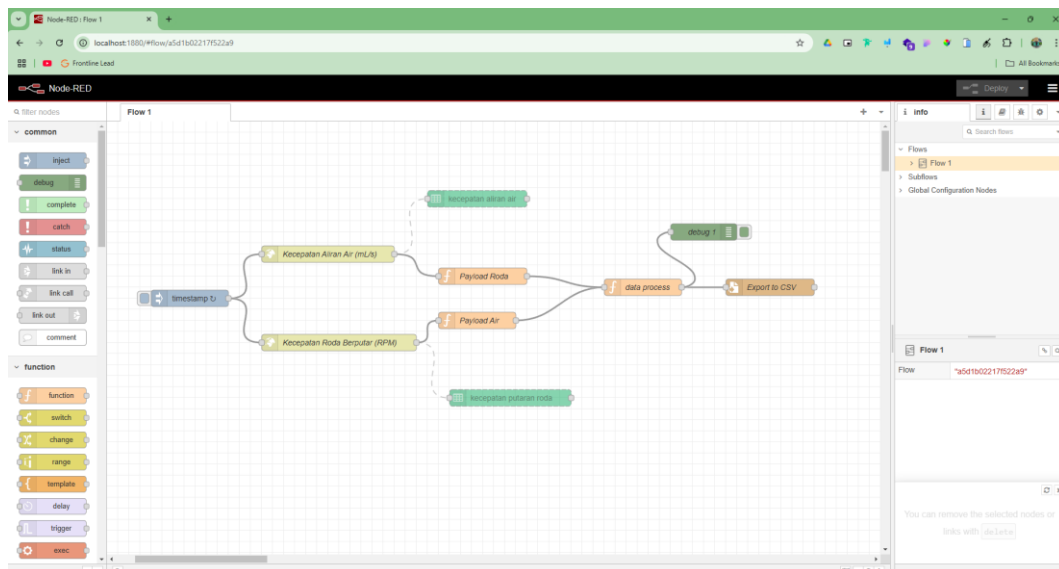 Node-RED : Flow 1
localhost:1880/#flow/a5d1b02217f522a9
Frontline Lead
All Bookmarks
Node-RED
Deploy
filter nodes
Flow 1
info
common
Search flows
Flows
Flow 1
Subflows
Global Configuration Nodes
inject
debug
complete
catch
status
link in
link call
link out
comment
function
function
switch
change
range
template
delay
trigger
exec
kecepatan aliran air
debug 1
Kecepatan Aliran Air (mL/s)
Payload Roda
timestamp ↻
data process
Export to CSV
Payload Air
Kecepatan Roda Berputar (RPM)
kecepatan putaran roda
Flow 1
Flow
"a5d1b02217f522a9"
You can remove the selected nodes or
links with delete